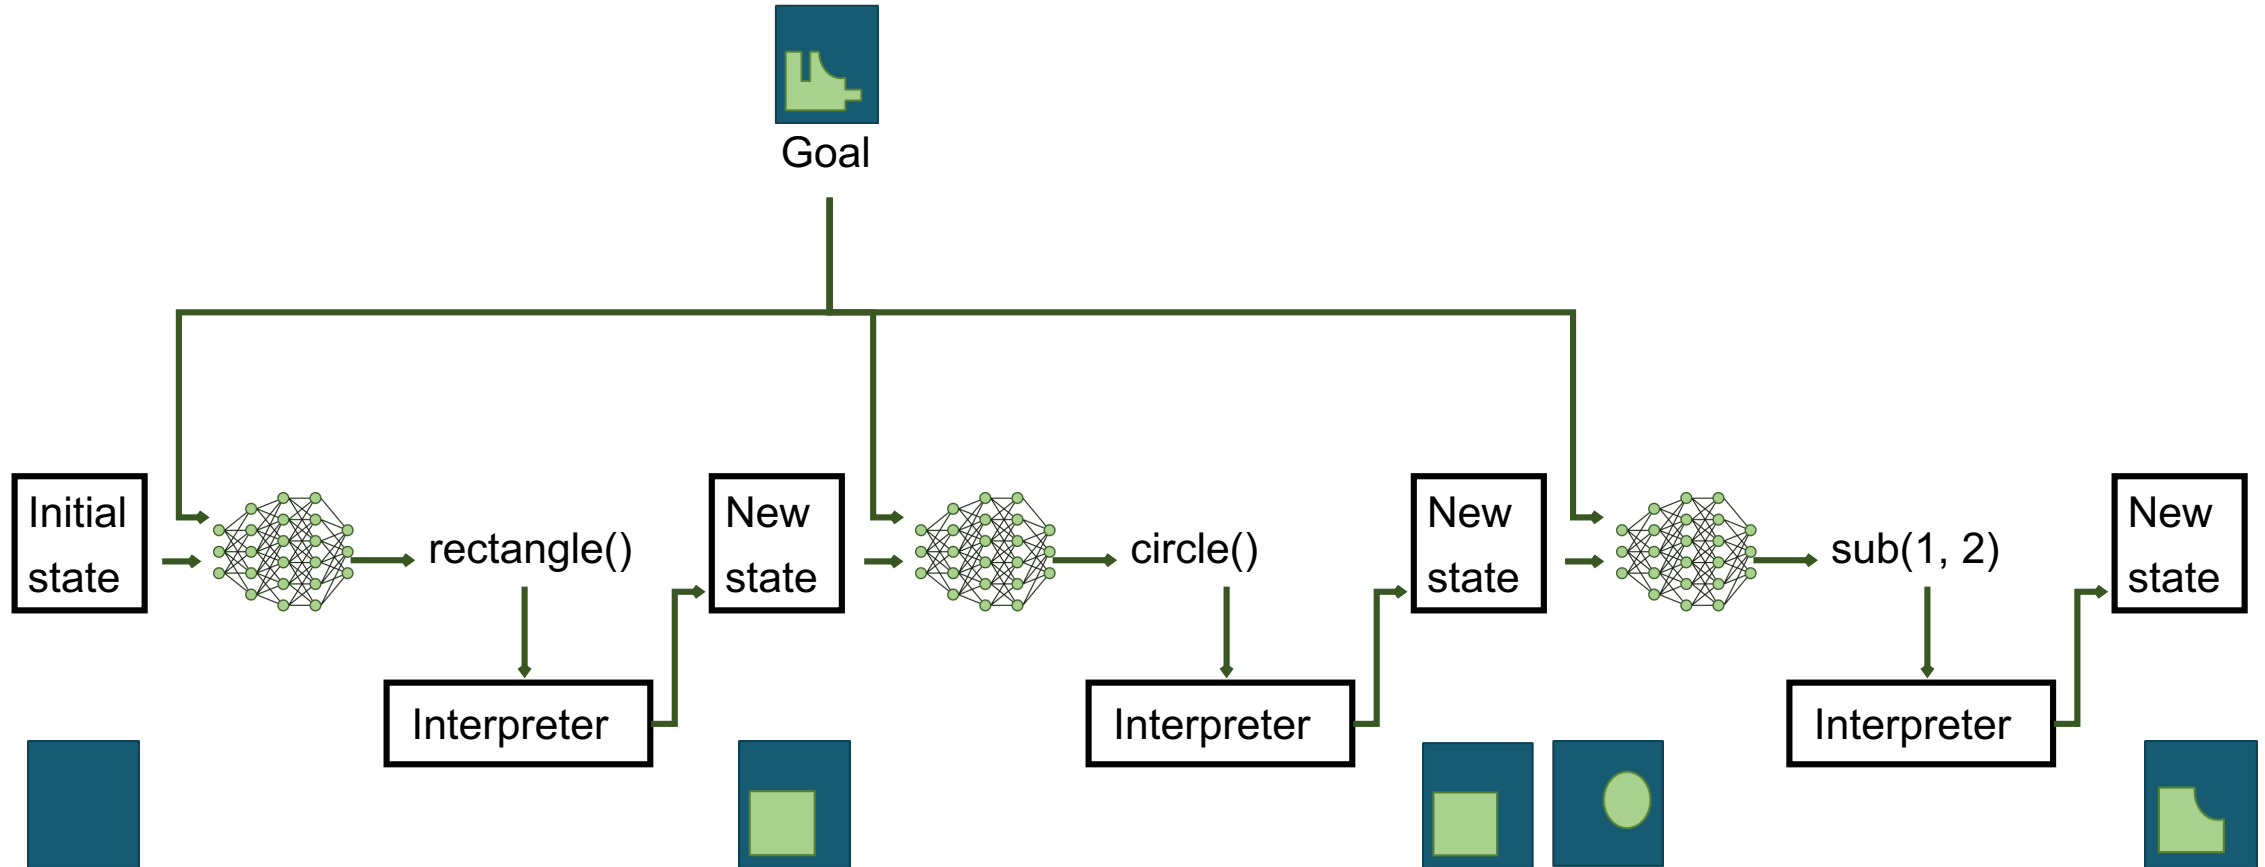 Goal
Initial
state
rectangle()
Interpreter
New
state
circle()
Interpreter
New
state
sub(1, 2)
Interpreter
New
state